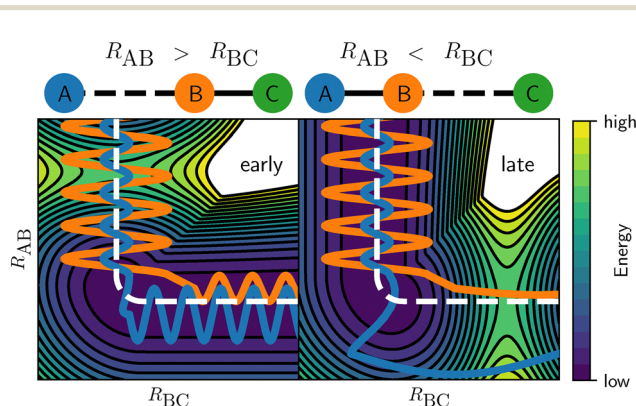 R_AB > R_BC R_AB < R_BC
A B C A B C
early late
high
R_AB
Energy
low
R_BC R_BC